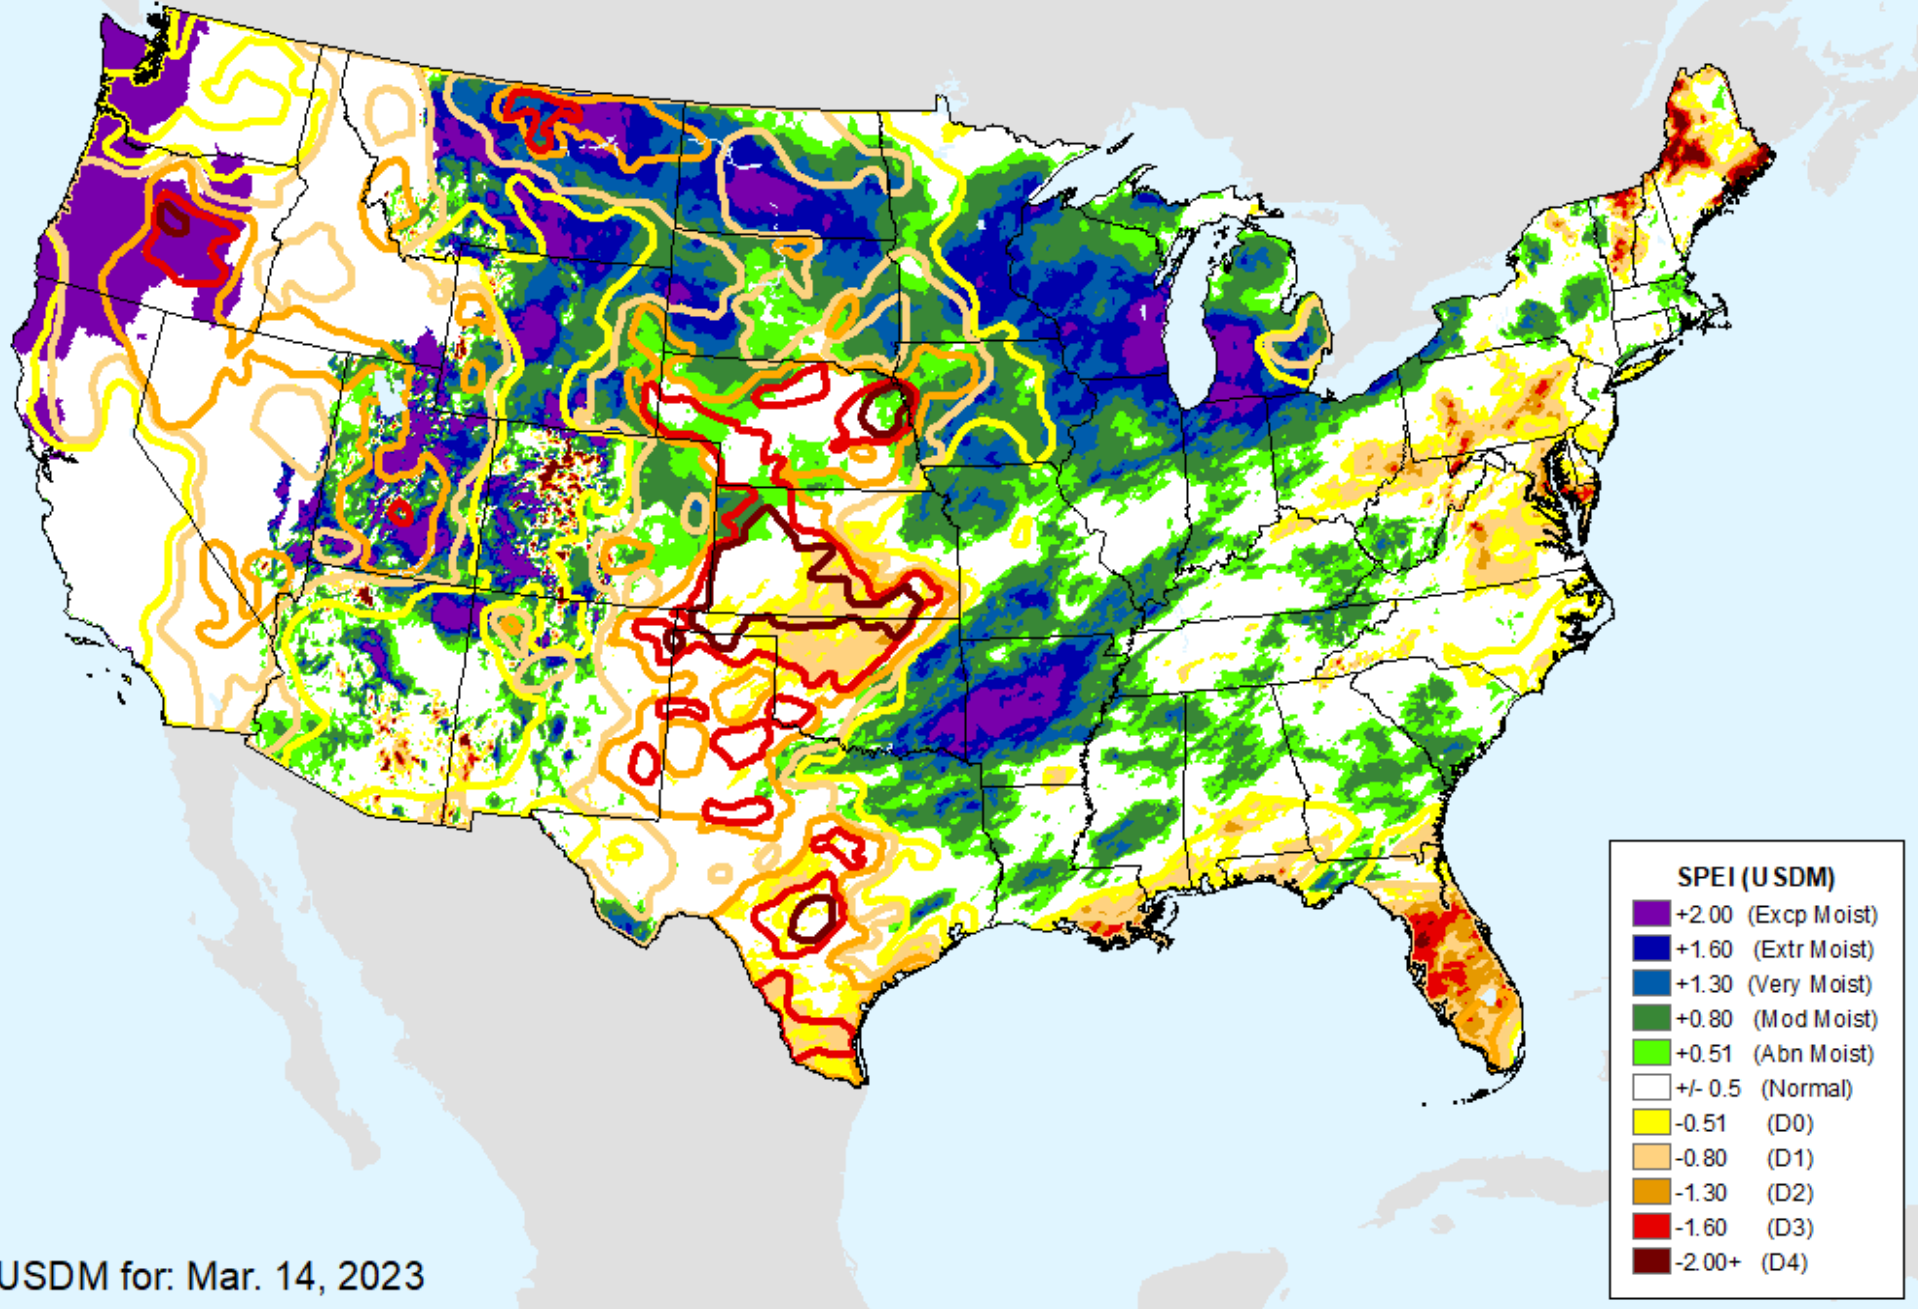 SPEI (USDM)
+2.00 (Excp Moist)
+1.60 (Extr Moist)
+1.30 (Very Moist)
+0.80 (Mod Moist)
+0.51 (Abn Moist)
+/- 0.5 (Normal)
-0.51 (D0)
-0.80 (D1)
-1.30 (D2)
-1.60 (D3)
-2.00+ (D4)
USDM for: Mar. 14, 2023